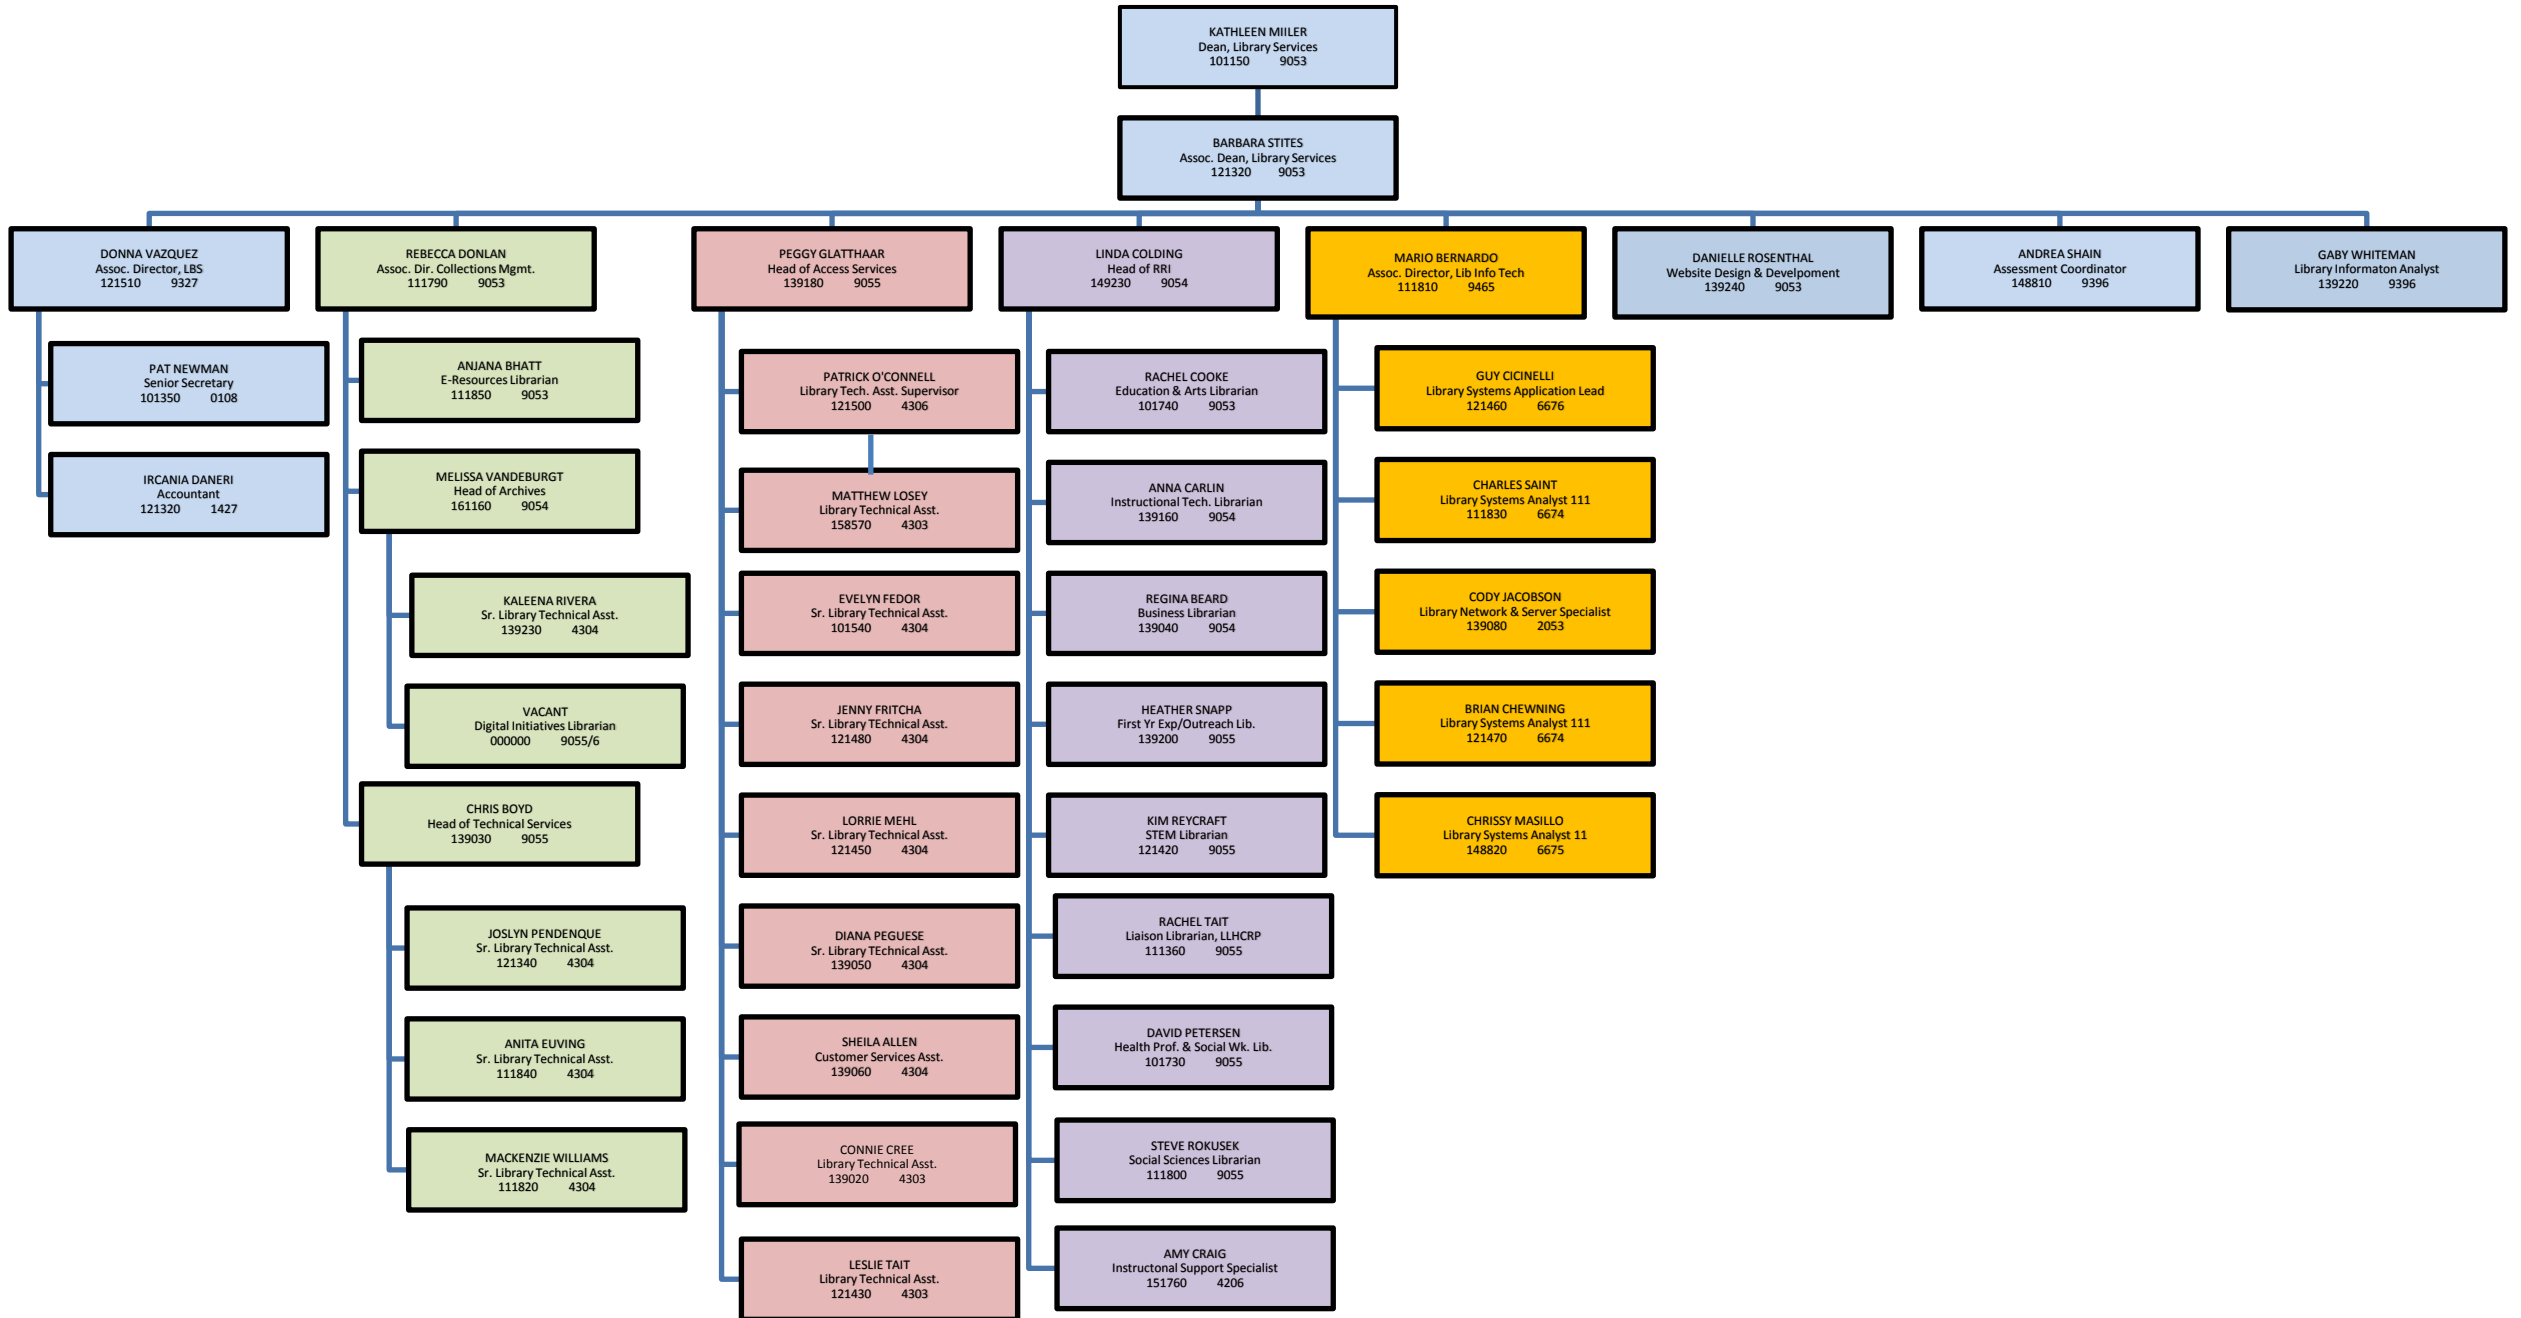 KATHLEEN MIILER
Dean, Library Services
101150 9053
BARBARA STITES
Assoc. Dean, Library Services
121320 9053
DONNA VAZQUEZ
Assoc. Director, LBS
121510 9327
REBECCA DONLAN
Assoc. Dir. Collections Mgmt.
111790 9053
PEGGY GLATTHAAR
Head of Access Services
139180 9055
LINDA COLDING
Head of RRI
149230 9054
MARIO BERNARDO
Assoc. Director, Lib Info Tech
111810 9465
DANIELLE ROSENTHAL
Website Design & Develpoment
139240 9053
ANDREA SHAIN
Assessment Coordinator
148810 9396
GABY WHITEMAN
Library Informaton Analyst
139220 9396
PAT NEWMAN
Senior Secretary
101350 0108
IRCANIA DANERI
Accountant
121320 1427
ANJANA BHATT
E-Resources Librarian
111850 9053
MELISSA VANDEBURGT
Head of Archives
161160 9054
KALEENA RIVERA
Sr. Library Technical Asst.
139230 4304
VACANT
Digital Initiatives Librarian
000000 9055/6
CHRIS BOYD
Head of Technical Services
139030 9055
JOSLYN PENDENQUE
Sr. Library Technical Asst.
121340 4304
ANITA EUVING
Sr. Library Technical Asst.
111840 4304
MACKENZIE WILLIAMS
Sr. Library Technical Asst.
111820 4304
PATRICK O'CONNELL
Library Tech. Asst. Supervisor
121500 4306
MATTHEW LOSEY
Library Technical Asst.
158570 4303
EVELYN FEDOR
Sr. Library Technical Asst.
101540 4304
JENNY FRITCHA
Sr. Library TEchnical Asst.
121480 4304
LORRIE MEHL
Sr. Library Technical Asst.
121450 4304
DIANA PEGUESE
Sr. Library TEchnical Asst.
139050 4304
SHEILA ALLEN
Customer Services Asst.
139060 4304
CONNIE CREE
Library Technical Asst.
139020 4303
LESLIE TAIT
Library Technical Asst.
121430 4303
RACHEL COOKE
Education & Arts Librarian
101740 9053
ANNA CARLIN
Instructional Tech. Librarian
139160 9054
REGINA BEARD
Business Librarian
139040 9054
HEATHER SNAPP
First Yr Exp/Outreach Lib.
139200 9055
KIM REYCRAFT
STEM Librarian
121420 9055
RACHEL TAIT
Liaison Librarian, LLHCRP
111360 9055
DAVID PETERSEN
Health Prof. & Social Wk. Lib.
101730 9055
STEVE ROKUSEK
Social Sciences Librarian
111800 9055
AMY CRAIG
Instructonal Support Specialist
151760 4206
GUY CICINELLI
Library Systems Application Lead
121460 6676
CHARLES SAINT
Library Systems Analyst 111
111830 6674
CODY JACOBSON
Library Network & Server Specialist
139080 2053
BRIAN CHEWNING
Library Systems Analyst 111
121470 6674
CHRISSY MASILLO
Library Systems Analyst 11
148820 6675